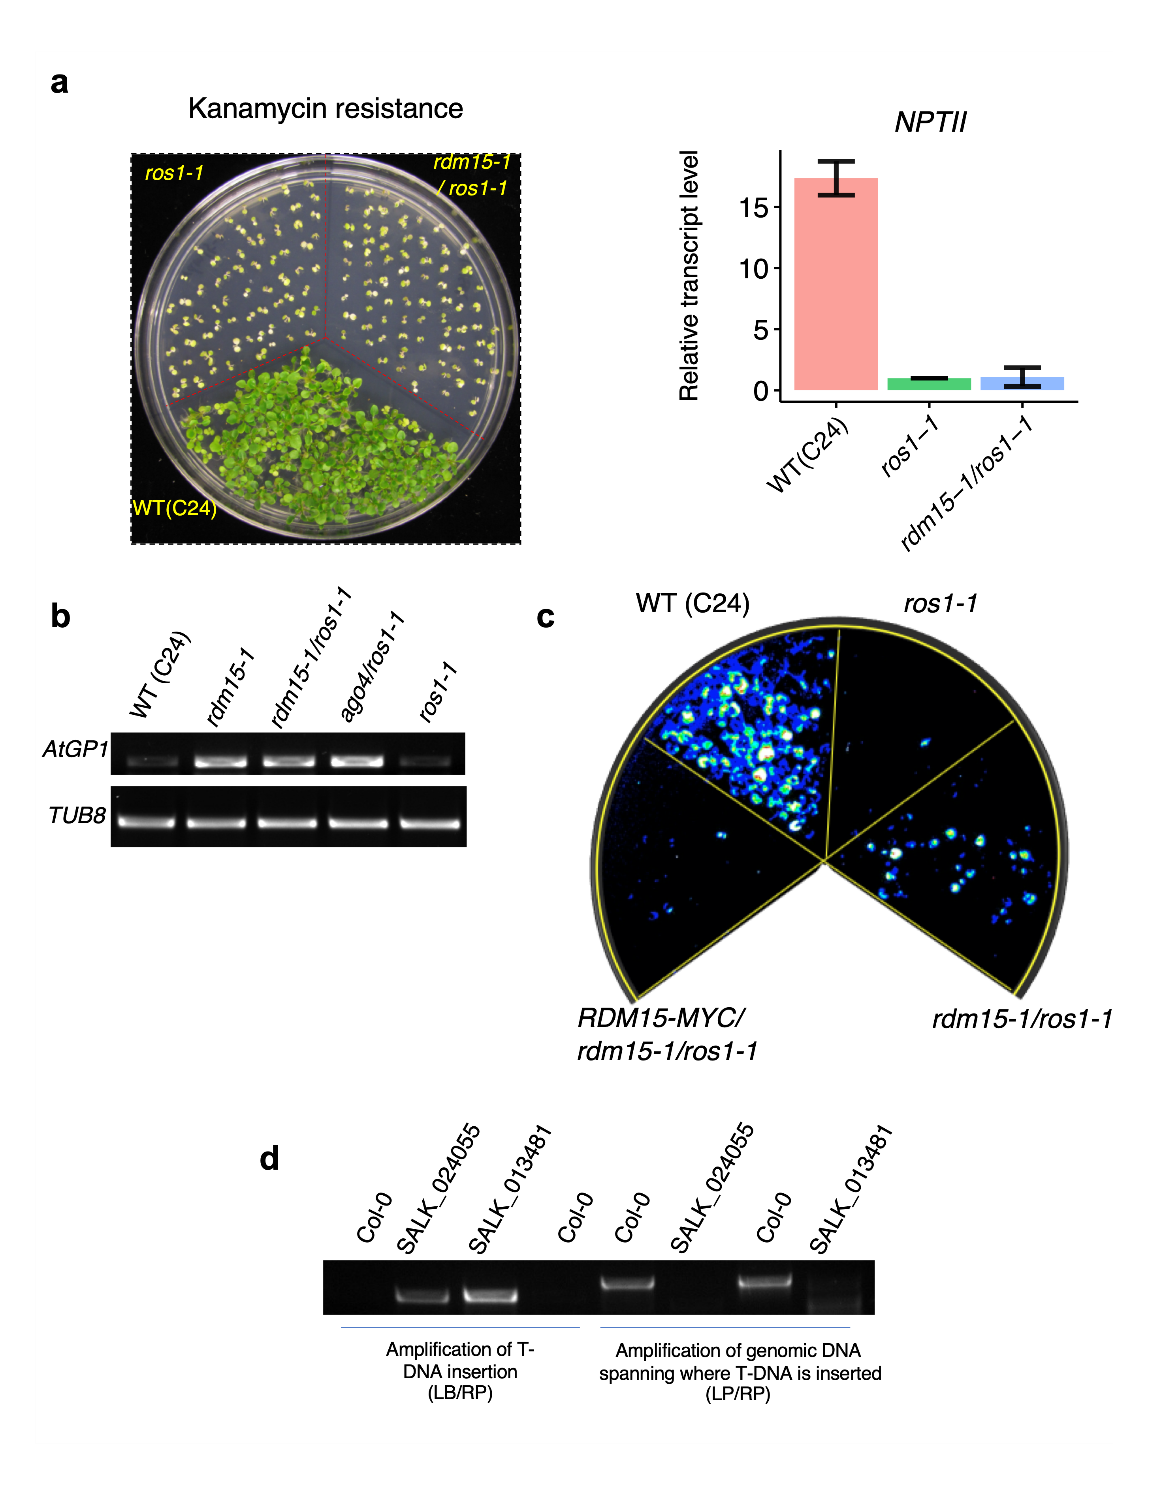 a
Kanamycin resistance
ros1-1
rdm15-1
/ ros1-1
WT(C24)
NPTII
Relative transcript level
15
10
5
0
WT(C24)
ros1–1
rdm15–1/ros1–1
b
WT (C24)
rdm15-1
rdm15-1/ros1-1
ago4/ros1-1
ros1-1
AtGP1
TUB8
c
WT (C24)
ros1-1
RDM15-MYC/
rdm15-1/ros1-1
rdm15-1/ros1-1
d
Col-0
SALK_024055
SALK_013481
Col-0
Col-0
SALK_024055
Col-0
SALK_013481
Amplification of T-
DNA insertion
(LB/RP)
Amplification of genomic DNA
spanning where T-DNA is inserted
(LP/RP)